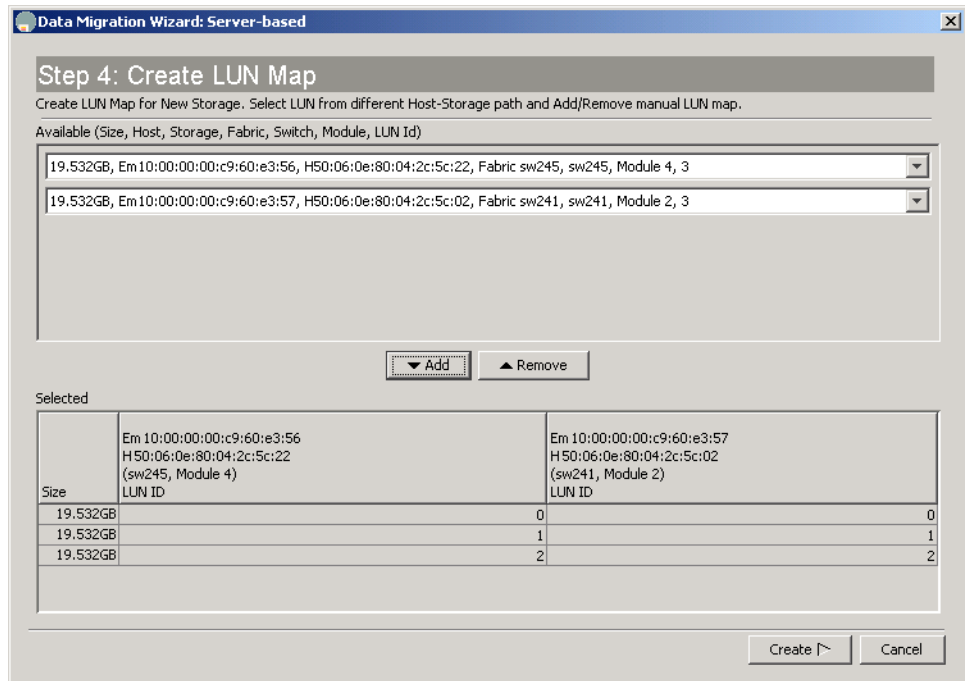 Data Migration Wizard: Server-based
Step 4: Create LUN Map
Create LUN Map for New Storage. Select LUN from different Host-Storage path and Add/Remove manual LUN map.
Available (Size, Host, Storage, Fabric, Switch, Module, LUN Id)
19.532GB, Em10:00:00:00:c9:60:e3:56, H50:06:0e:80:04:2c:5c:22, Fabric sw245, sw245, Module 4, 3
19.532GB, Em10:00:00:00:c9:60:e3:57, H50:06:0e:80:04:2c:5c:02, Fabric sw241, sw241, Module 2, 3
Add Remove
Selected
Em10:00:00:00:c9:60:e3:56 Em10:00:00:00:c9:60:e3:57
H50:06:0e:80:04:2c:5c:22 H50:06:0e:80:04:2c:5c:02
(sw245, Module 4) (sw241, Module 2)
Size LUN ID LUN ID
19.532GB 0 0
19.532GB 1 1
19.532GB 2 2
Create Cancel